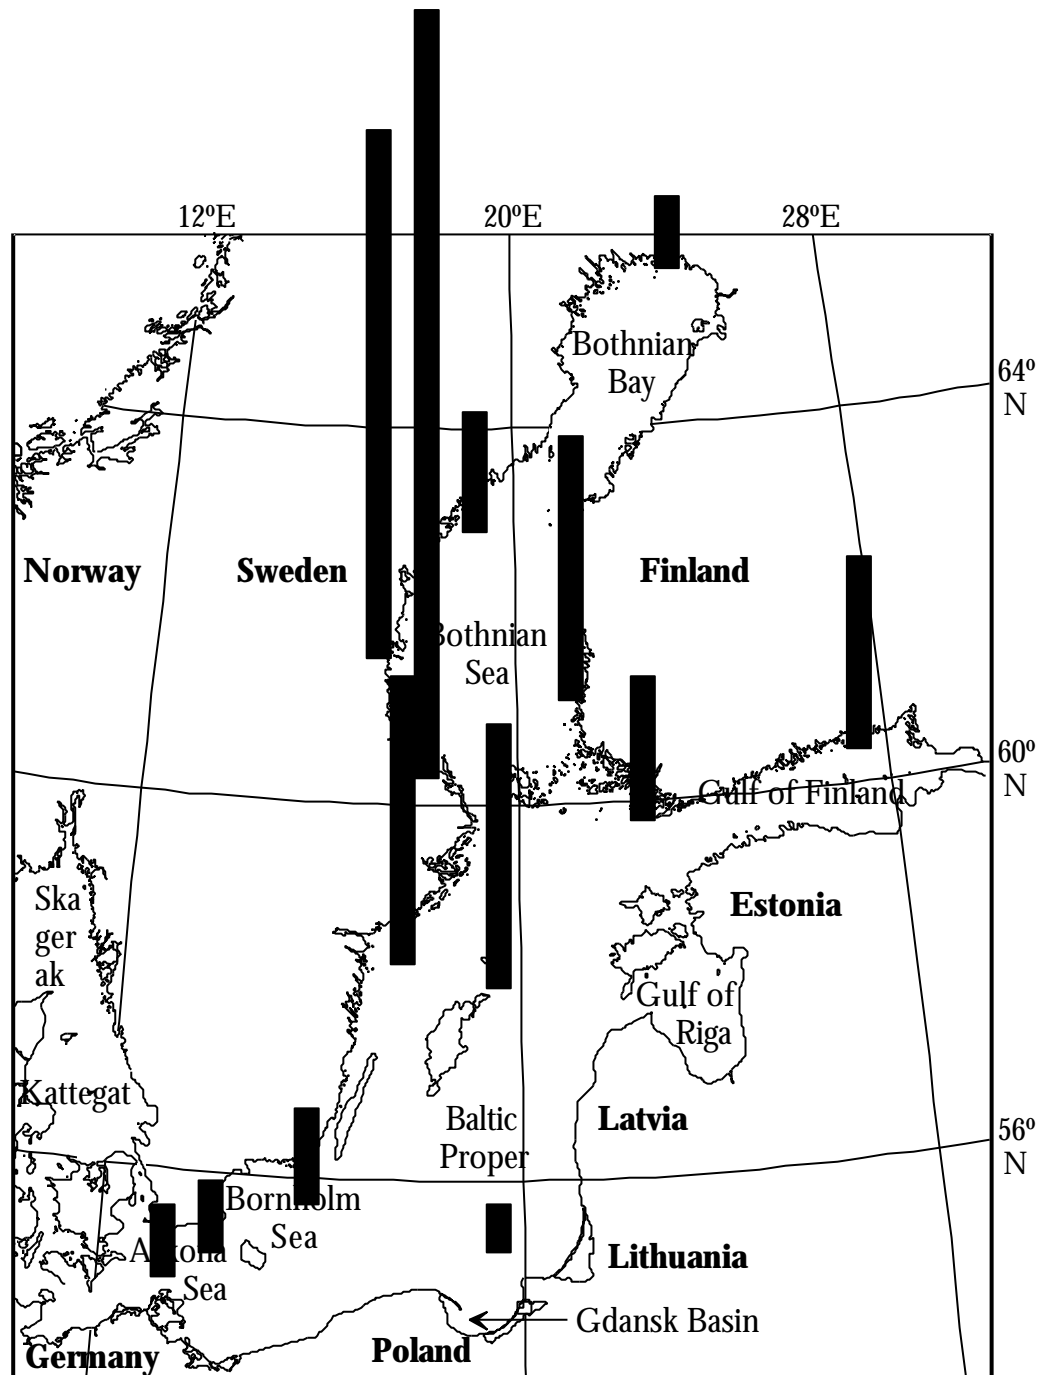 12ºE
20ºE
28ºE
Bothnian
Bay
64º
N
Norway
Sweden
Finland
Bothnian
Sea
60º
N
Gulf of Finland
Ska
ger
ak
Estonia
Gulf of
Riga
Kattegat
Baltic
Proper
Latvia
56º
N
Bornholm
Sea
Arkona
Sea
Lithuania
Gdansk Basin
Germany
Poland